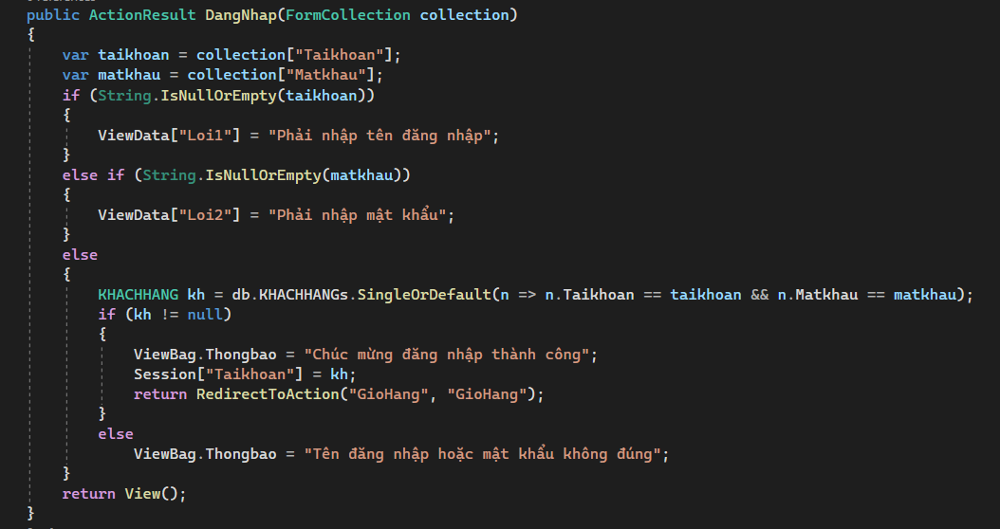 public ActionResult DangNhap(FormCollection collection)
{
    var taikhoan = collection["Taikhoan"];
    var matkhau = collection["Matkhau"];
    if (String.IsNullOrEmpty(taikhoan))
    {
        ViewData["Loi1"] = "Phải nhập tên đăng nhập";
    }
    else if (String.IsNullOrEmpty(matkhau))
    {
        ViewData["Loi2"] = "Phải nhập mật khẩu";
    }
    else
    {
        KHACHHANG kh = db.KHACHHANGs.SingleOrDefault(n => n.Taikhoan == taikhoan && n.Matkhau == matkhau);
        if (kh != null)
        {
            ViewBag.Thongbao = "Chúc mừng đăng nhập thành công";
            Session["Taikhoan"] = kh;
            return RedirectToAction("GioHang", "GioHang");
        }
        else
            ViewBag.Thongbao = "Tên đăng nhập hoặc mật khẩu không đúng";
    }
    return View();
}